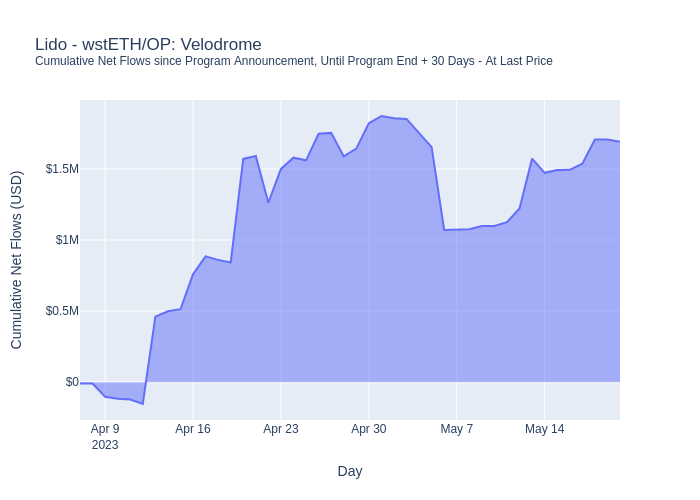 Lido - wstETH/OP: Velodrome
Cumulative Net Flows since Program Announcement, Until Program End + 30 Days - At Last Price
Cumulative Net Flows (USD)
$1.5M
$1M
$0.5M
$0
Apr 9
2023
Apr 16
Apr 23
Apr 30
May 7
May 14
Day